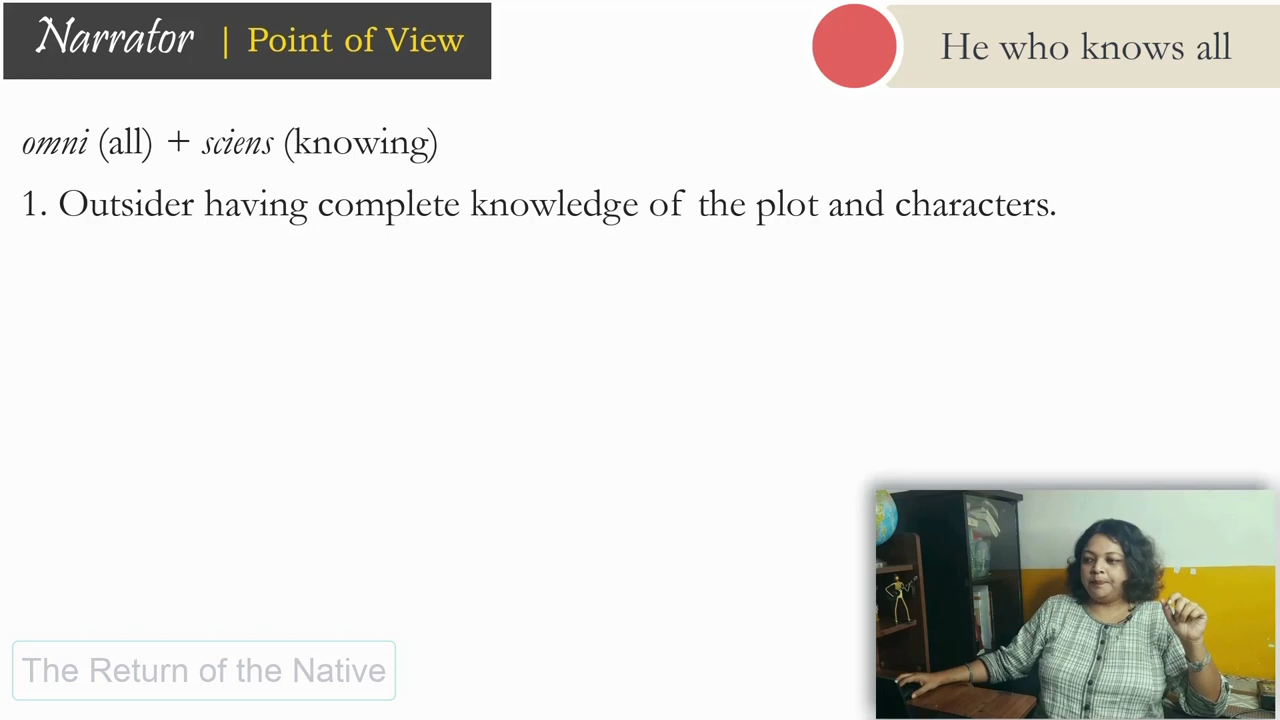 Narrator | Point of View
He who knows all
omni (all) + sciens (knowing)
1. Outsider having complete knowledge of the plot and characters.
The Return of the Native